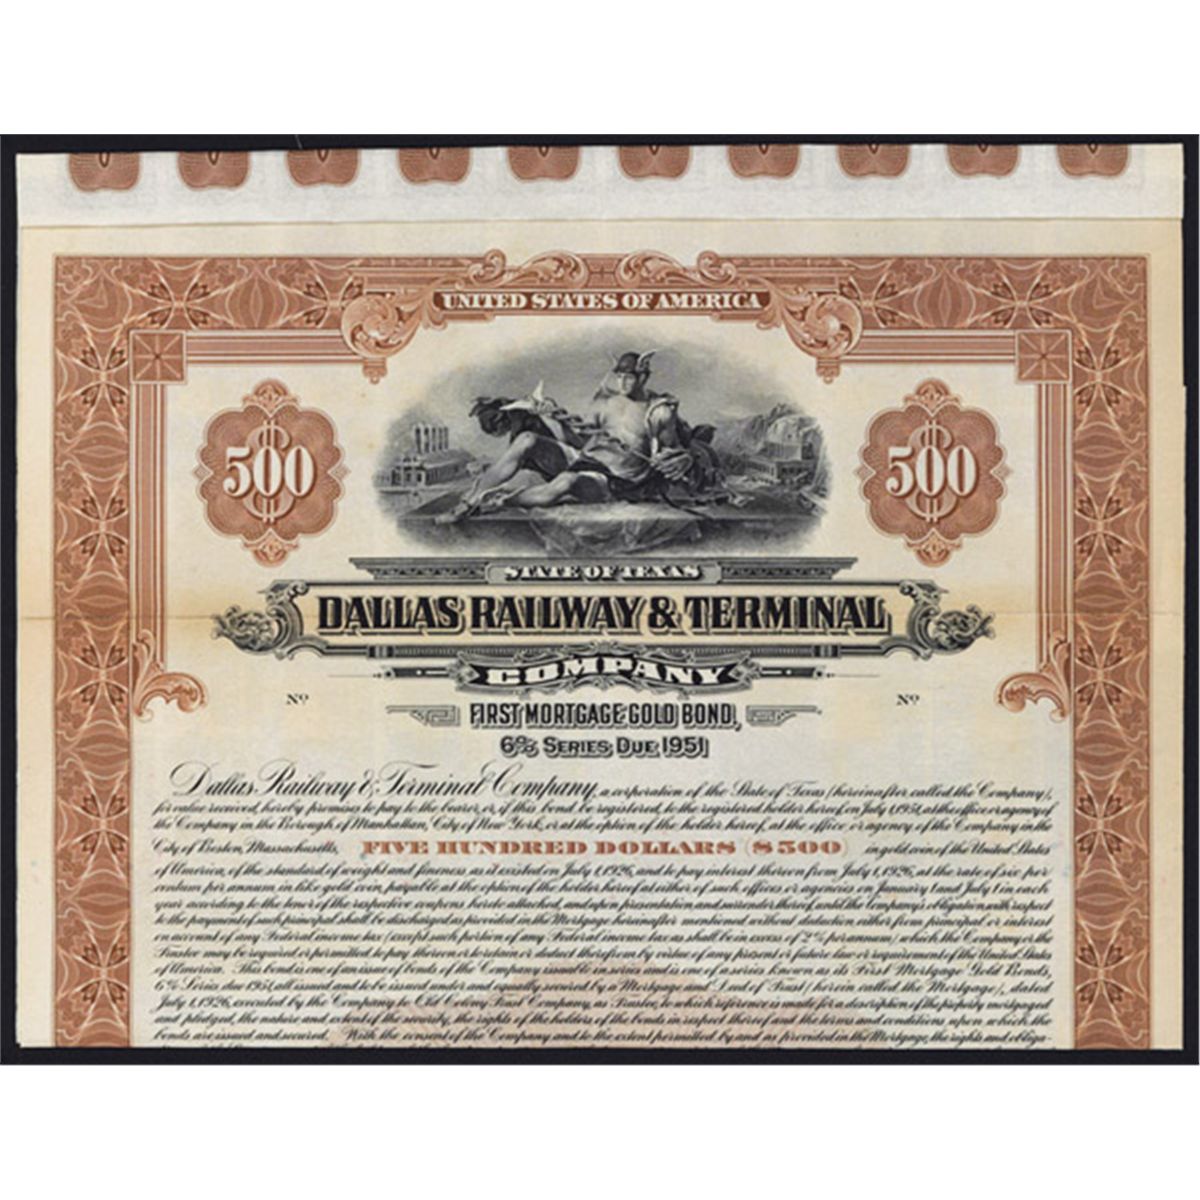 UNITED STATES OF AMERICA
500 500
STATE OF TEXAS
DALLAS RAILWAY & TERMINAL
COMPANY
Nº Nº
FIRST MORTGAGE GOLD BOND,
6% SERIES DUE 1951
Dallas Railway & Terminal Company, a corporation of the State of Texas (hereinafter called the Company),
for value received, hereby promises to pay to the bearer, or, if this bond be registered, to the registered holder hereof, on July 1, 1951, at the office or agency of
the Company in the Borough of Manhattan, City of New York, or, at the option of the holder hereof, at the office or agency of the Company in the
City of Boston, Massachusetts, FIVE HUNDRED DOLLARS ($500) in gold coin of the United States
of America, of the standard of weight and fineness as it existed on July 1, 1926, and to pay interest thereon from July 1, 1926, at the rate of six per
centum per annum in like gold coin, payable at the option of the holder hereof at either of such offices or agencies on January 1 and July 1 in each
year according to the tenor of the respective coupons hereto attached, and upon presentation and surrender thereof, until the Company's obligation with respect
to the payment of such principal shall be discharged as provided in the Mortgage hereinafter mentioned without deduction either from principal or interest
on account of any Federal income tax (except such portion of any Federal income tax as shall be in excess of 2% per annum) which the Company or the
Trustee may be required or permitted to pay thereon or to retain or deduct therefrom by virtue of any present or future law or requirement of the United States
of America. This bond is one of an issue of bonds of the Company issuable in series and is one of a series known as its First Mortgage Gold Bonds,
6% Series due 1951, all issued and to be issued under and equally secured by a Mortgage and Deed of Trust (herein called the Mortgage), dated
July 1, 1926, executed by the Company to Old Colony Trust Company, as Trustee, to which reference is made for a description of the property mortgaged
and pledged, the nature and extent of the security, the rights of the holders of the bonds in respect thereof and the terms and conditions upon which the
bonds are issued and secured. With the consent of the Company and to the extent permitted by and as provided in the Mortgage, the rights and obliga-